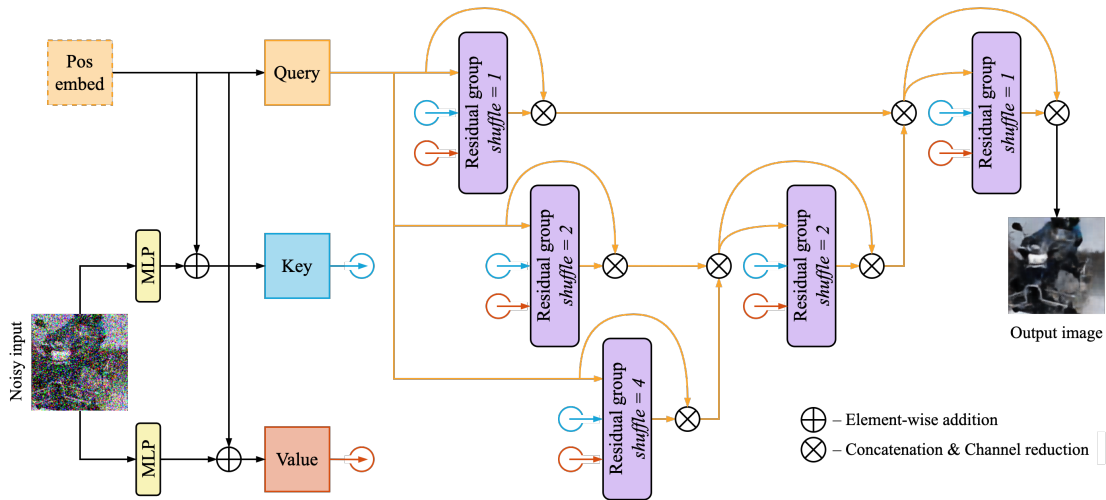 Pos
embed
Query
Residual group
shuffle = 1
Residual group
shuffle = 1
MLP
Key
Residual group
shuffle = 2
Residual group
shuffle = 2
Noisy input
Output image
Residual group
shuffle = 4
MLP
Value
– Element-wise addition
– Concatenation & Channel reduction